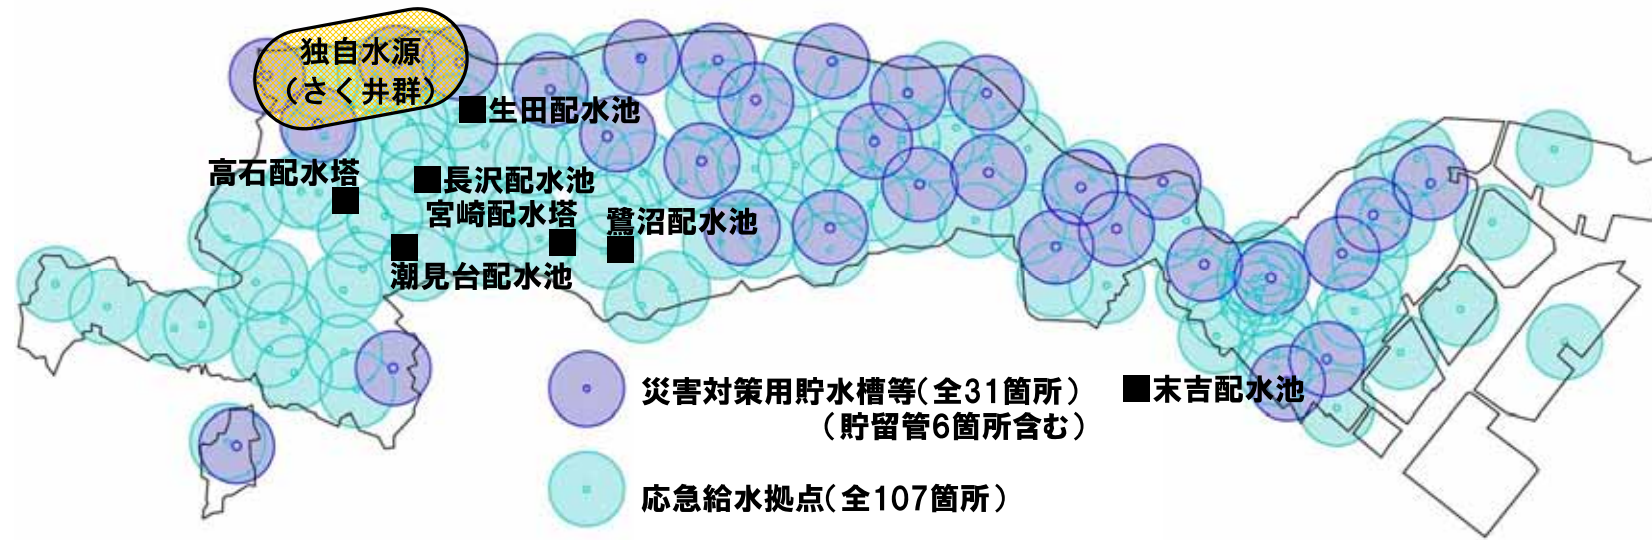 独自水源
(さく井群)
■生田配水池
高石配水塔
■長沢配水池
宮崎配水塔
鷺沼配水池
潮見台配水池
災害対策用貯水槽等(全31箇所)
(貯留管6箇所含む)
■末吉配水池
応急給水拠点(全107箇所)